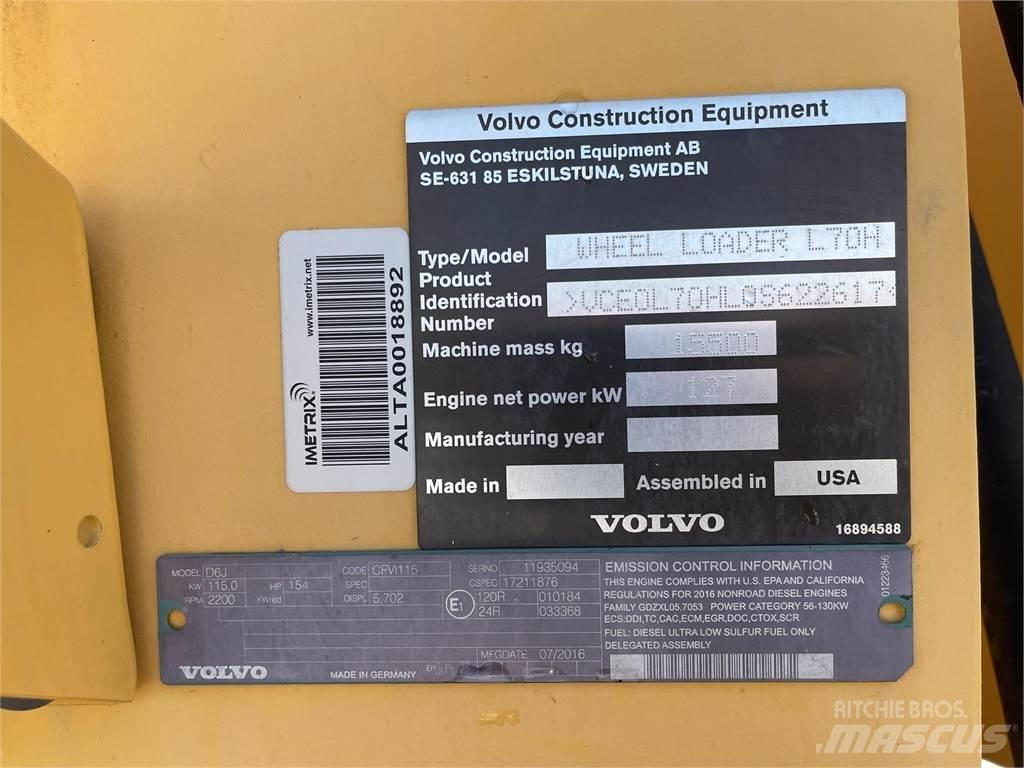 Volvo Construction Equipment
Volvo Construction Equipment AB
SE-631 85 ESKILSTUNA, SWEDEN
Type/Model WHEEL LOADER L70H
Product
Identification
Number
Machine mass kg
Engine net power kW 127
Manufacturing year
Made in Assembled in USA
VOLVO 16894588
www.imetrix.net
IMETRIX
ALTA0018892
MODEL D6J CODE CFVI115 SERNO 11935094
KW 115.0 HP 154 SPEC CSPEC 17211876
RPM 2200 KW/ed DISPL 5,702 E1 120R 010184
24R 033368
MFGDATE 07/2016
VOLVO MADE IN GERMANY
EMISSION CONTROL INFORMATION
THIS ENGINE COMPLIES WITH U.S. EPA AND CALIFORNIA
REGULATIONS FOR 2016 NONROAD DIESEL ENGINES
FAMILY GDZXL05.7053 POWER CATEGORY 56-130KW
ECS:DDI,TC,CAC,ECM,EGR,DOC,CTOX,SCR
FUEL: DIESEL ULTRA LOW SULFUR FUEL ONLY
DELEGATED ASSEMBLY
01223466
RITCHIE BROS.
MASCUS